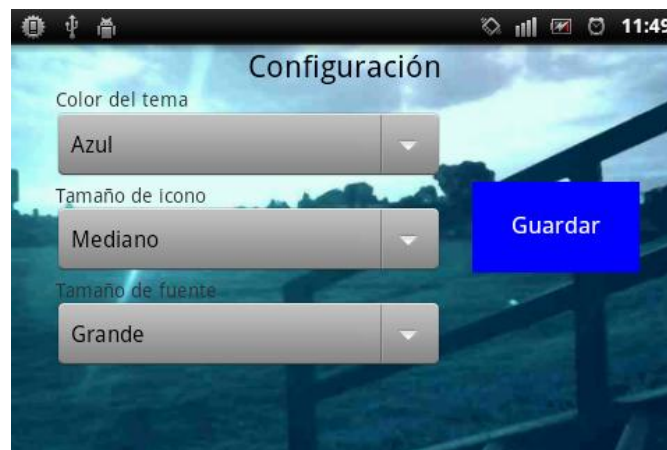 11:49
Configuración
Color del tema
Azul
Tamaño de icono
Mediano
Guardar
Tamaño de fuente
Grande